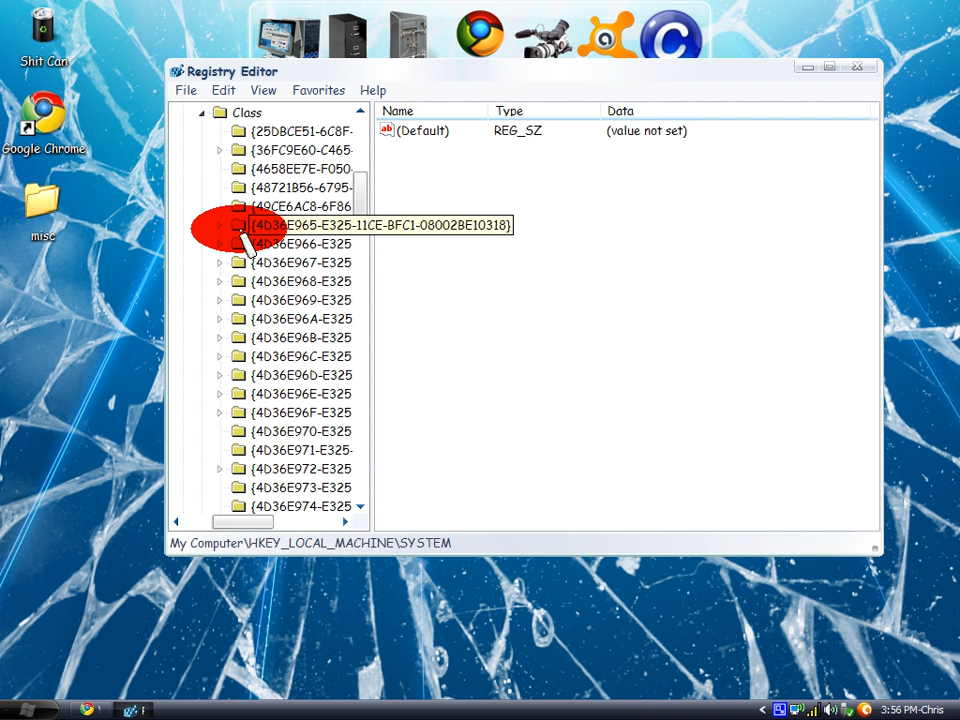 Shit Can
Google Chrome
misc
Registry Editor
File Edit View Favorites Help
Class
{25DBCE51-6C8F-
{36FC9E60-C465-
{4658EE7E-F050-
{48721B56-6795-
{49CE6AC8-6F86
{4D36E965-E325-11CE-BFC1-08002BE10318}
{4D36E966-E325
{4D36E967-E325
{4D36E968-E325
{4D36E969-E325
{4D36E96A-E325
{4D36E96B-E325
{4D36E96C-E325
{4D36E96D-E325
{4D36E96E-E325
{4D36E96F-E325
{4D36E970-E325
{4D36E971-E325-
{4D36E972-E325
{4D36E973-E325
{4D36E974-E325
Name Type Data
ab (Default) REG_SZ (value not set)
My Computer\HKEY_LOCAL_MACHINE\SYSTEM
3:56 PM-Chris